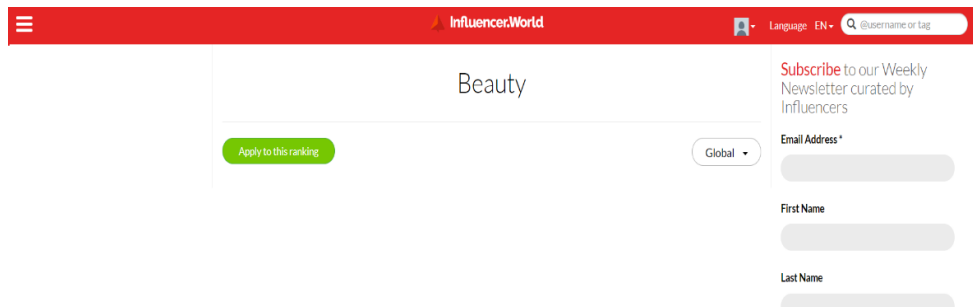 Influencer.World
Language EN
@username or tag
Beauty
Apply to this ranking
Global
Subscribe to our Weekly
Newsletter curated by
Influencers
Email Address *
First Name
Last Name